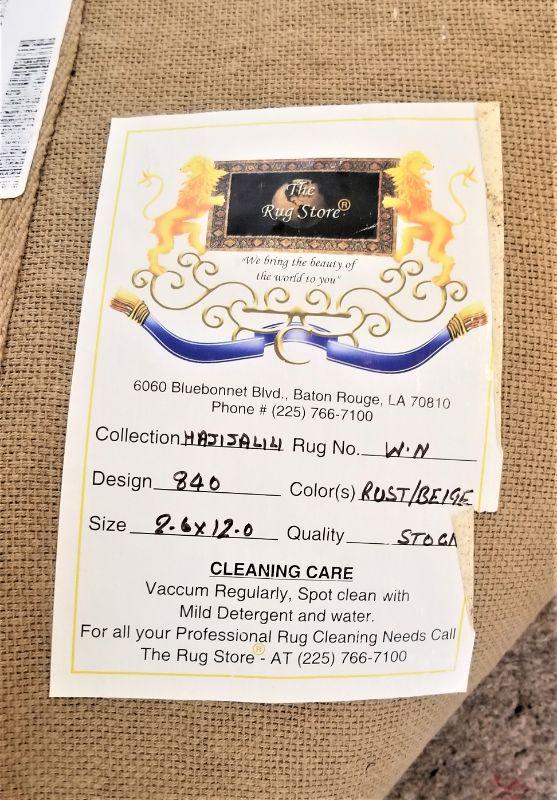 The
Rug Store®
"We bring the beauty of
the world to you"
6060 Bluebonnet Blvd., Baton Rouge, LA 70810
Phone # (225) 766-7100
Collection HAJIJALILI Rug No. W.N
Design 840 Color(s) RUST/BEIGE
Size 8.6x12.0 Quality
CLEANING CARE
Vaccum Regularly, Spot clean with
Mild Detergent and water.
For all your Professional Rug Cleaning Needs Call
The Rug Store® - AT (225) 766-7100